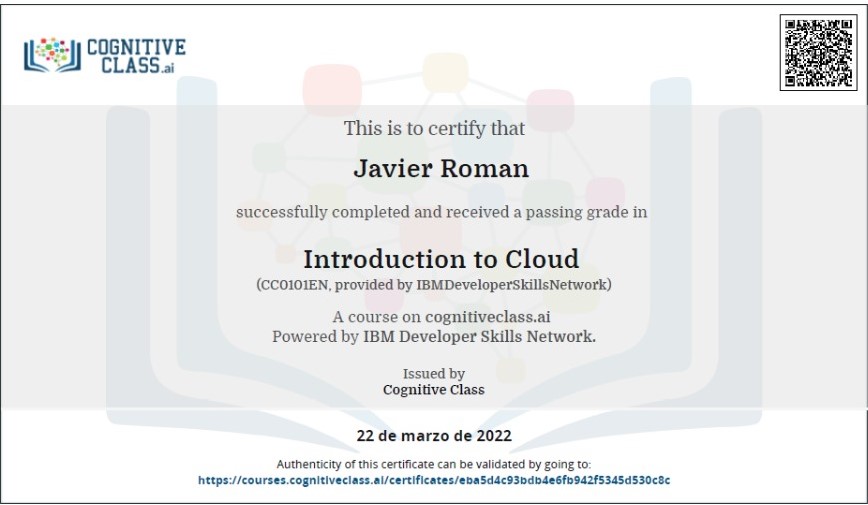 COGNITIVE
CLASS.ai
This is to certify that
Javier Roman
successfully completed and received a passing grade in
Introduction to Cloud
(CC0101EN, provided by IBMDeveloperSkillsNetwork)
A course on cognitiveclass.ai
Powered by IBM Developer Skills Network.
Issued by
Cognitive Class
22 de marzo de 2022
Authenticity of this certificate can be validated by going to:
https://courses.cognitiveclass.ai/certificates/eba5d4c93bdb4e6fb942f5345d530c8c